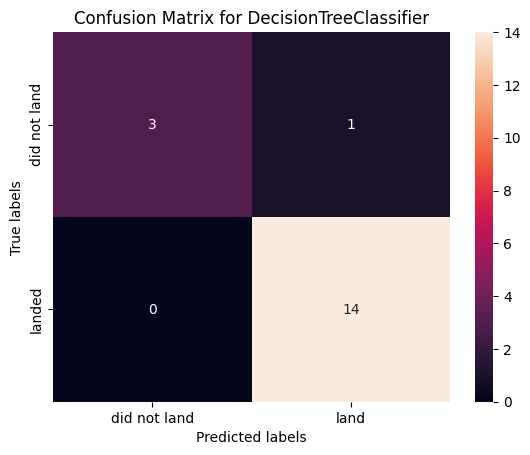 Confusion Matrix for DecisionTreeClassifier
True labels
did not land
landed
3
1
0
14
did not land
land
Predicted labels
14
12
10
8
6
4
2
0